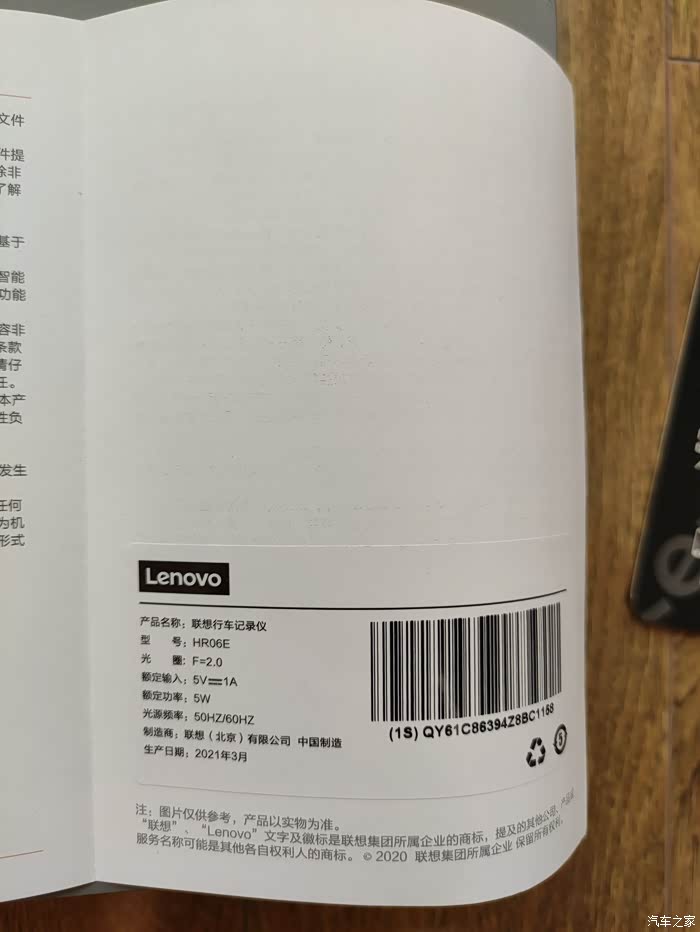 文件
件提
除非
了解
基于
智能
功能
容非
条款
请仔
任。
本产
性负
发生
任何
为机
形式
Lenovo
产品名称：联想行车记录仪
型 号：HR06E
光 圈：F=2.0
额定输入：5V⎓1A
额定功率：5W
光源频率：50HZ/60HZ
制造商：联想（北京）有限公司 中国制造
生产日期：2021年3月
(1S) QY61C86394Z8BC1158
5
注：图片仅供参考，产品以实物为准。
“联想”、“Lenovo”文字及徽标是联想集团所属企业的商标，提及的其他公司、产品或
服务名称可能是其他各自权利人的商标。© 2020 联想集团所属企业 保留所有权利。
汽车之家